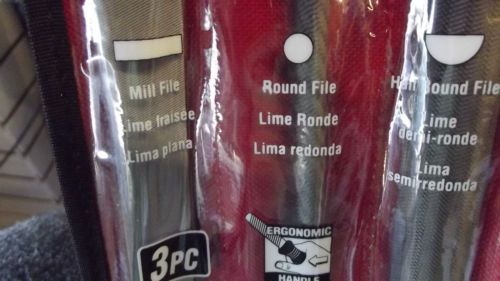 Mill File
Lime fraisee
Lima plana
Round File
Lime Ronde
Lima redonda
Half Round File
Lime
demi-ronde
Lima
semirredonda
3PC
ERGONOMIC
HANDLE